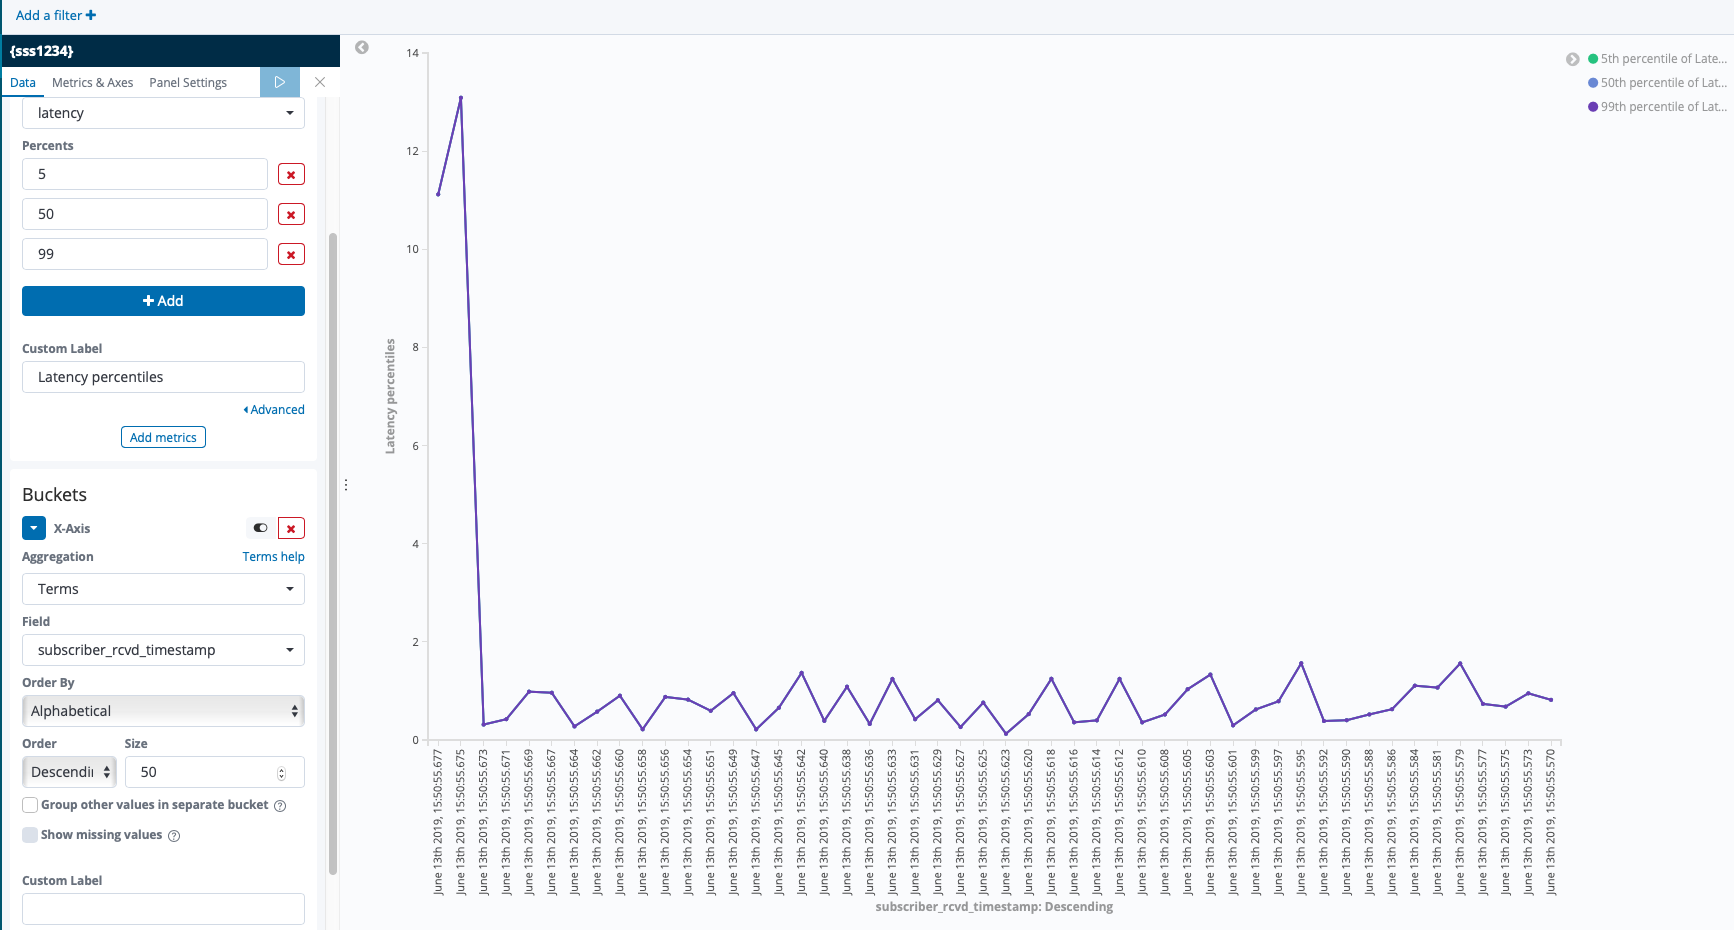 Add a filter +
{sss1234}
Data Metrics & Axes Panel Settings
latency
Percents
5
50
99
+ Add
Custom Label
Latency percentiles
Advanced
Add metrics
Buckets
X-Axis
Aggregation Terms help
Terms
Field
subscriber_rcvd_timestamp
Order By
Alphabetical
Order Size
Descendi 50
Group other values in separate bucket ?
Show missing values ?
Custom Label
14
12
10
8
6
4
2
0
Latency percentiles
June 13th 2019, 15:50:55.677
June 13th 2019, 15:50:55.675
June 13th 2019, 15:50:55.673
June 13th 2019, 15:50:55.671
June 13th 2019, 15:50:55.669
June 13th 2019, 15:50:55.667
June 13th 2019, 15:50:55.664
June 13th 2019, 15:50:55.662
June 13th 2019, 15:50:55.660
June 13th 2019, 15:50:55.658
June 13th 2019, 15:50:55.656
June 13th 2019, 15:50:55.654
June 13th 2019, 15:50:55.651
June 13th 2019, 15:50:55.649
June 13th 2019, 15:50:55.647
June 13th 2019, 15:50:55.645
June 13th 2019, 15:50:55.642
June 13th 2019, 15:50:55.640
June 13th 2019, 15:50:55.638
June 13th 2019, 15:50:55.636
June 13th 2019, 15:50:55.633
June 13th 2019, 15:50:55.631
June 13th 2019, 15:50:55.629
June 13th 2019, 15:50:55.627
June 13th 2019, 15:50:55.625
June 13th 2019, 15:50:55.623
June 13th 2019, 15:50:55.620
June 13th 2019, 15:50:55.618
June 13th 2019, 15:50:55.616
June 13th 2019, 15:50:55.614
June 13th 2019, 15:50:55.612
June 13th 2019, 15:50:55.610
June 13th 2019, 15:50:55.608
June 13th 2019, 15:50:55.605
June 13th 2019, 15:50:55.603
June 13th 2019, 15:50:55.601
June 13th 2019, 15:50:55.599
June 13th 2019, 15:50:55.597
June 13th 2019, 15:50:55.595
June 13th 2019, 15:50:55.592
June 13th 2019, 15:50:55.590
June 13th 2019, 15:50:55.588
June 13th 2019, 15:50:55.586
June 13th 2019, 15:50:55.584
June 13th 2019, 15:50:55.581
June 13th 2019, 15:50:55.579
June 13th 2019, 15:50:55.577
June 13th 2019, 15:50:55.575
June 13th 2019, 15:50:55.573
June 13th 2019, 15:50:55.570
subscriber_rcvd_timestamp: Descending
5th percentile of Late...
50th percentile of Lat...
99th percentile of Lat...